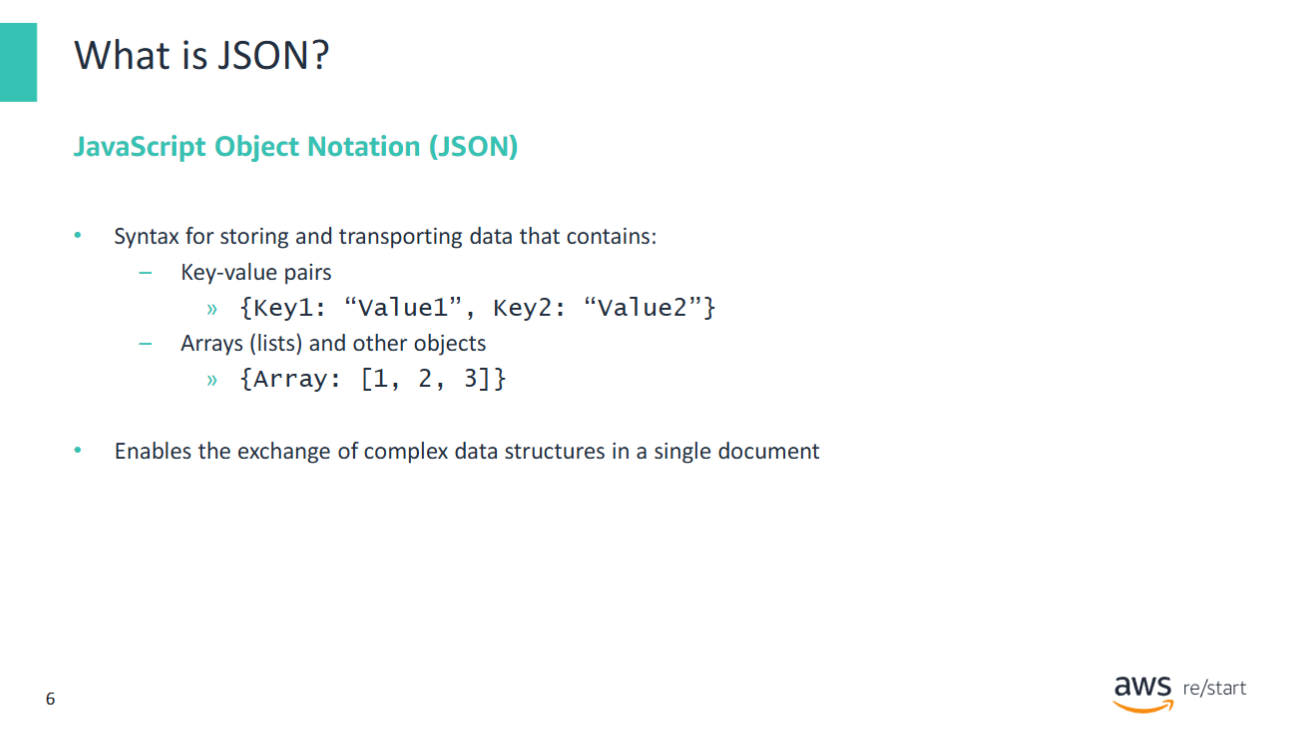 What is JSON?
JavaScript Object Notation (JSON)
• Syntax for storing and transporting data that contains:
– Key-value pairs
» {Key1: “Value1”, Key2: “Value2”}
– Arrays (lists) and other objects
» {Array: [1, 2, 3]}
• Enables the exchange of complex data structures in a single document
6
aws re/start